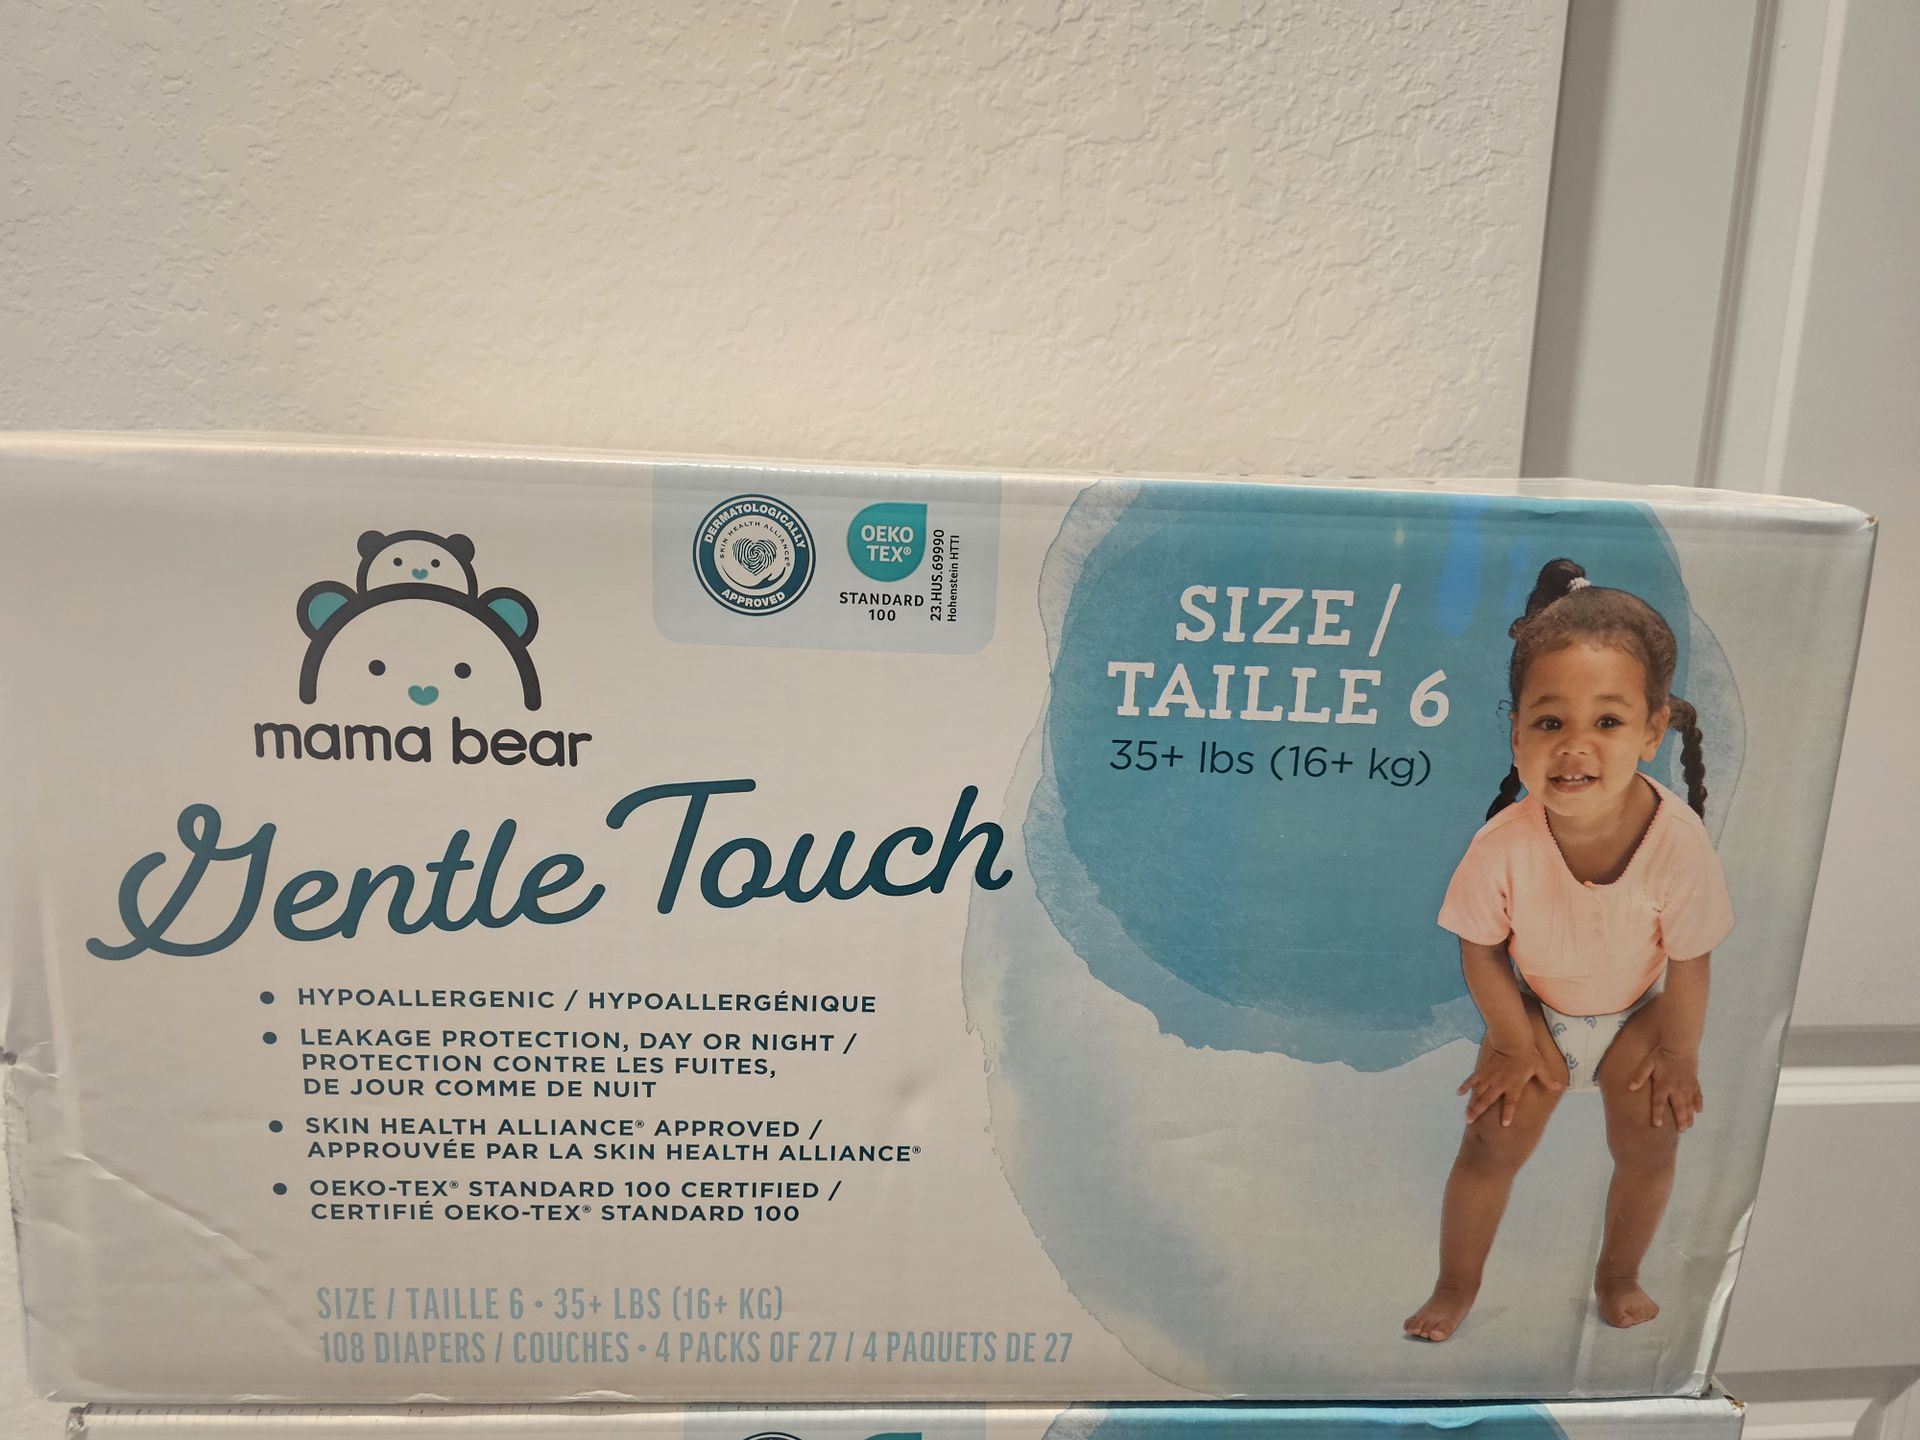 DERMATOLOGICALLY
SKIN HEALTH ALLIANCE®
APPROVED
OEKO
TEX®
STANDARD
100
23.HUS.69990
Hohenstein HTTI
mama bear
Gentle Touch
SIZE /
TAILLE 6
35+ lbs (16+ kg)
• HYPOALLERGENIC / HYPOALLERGÉNIQUE
• LEAKAGE PROTECTION, DAY OR NIGHT /
PROTECTION CONTRE LES FUITES,
DE JOUR COMME DE NUIT
• SKIN HEALTH ALLIANCE® APPROVED /
APPROUVÉE PAR LA SKIN HEALTH ALLIANCE®
• OEKO-TEX® STANDARD 100 CERTIFIED /
CERTIFIÉ OEKO-TEX® STANDARD 100
SIZE / TAILLE 6 • 35+ LBS (16+ KG)
108 DIAPERS / COUCHES • 4 PACKS OF 27 / 4 PAQUETS DE 27